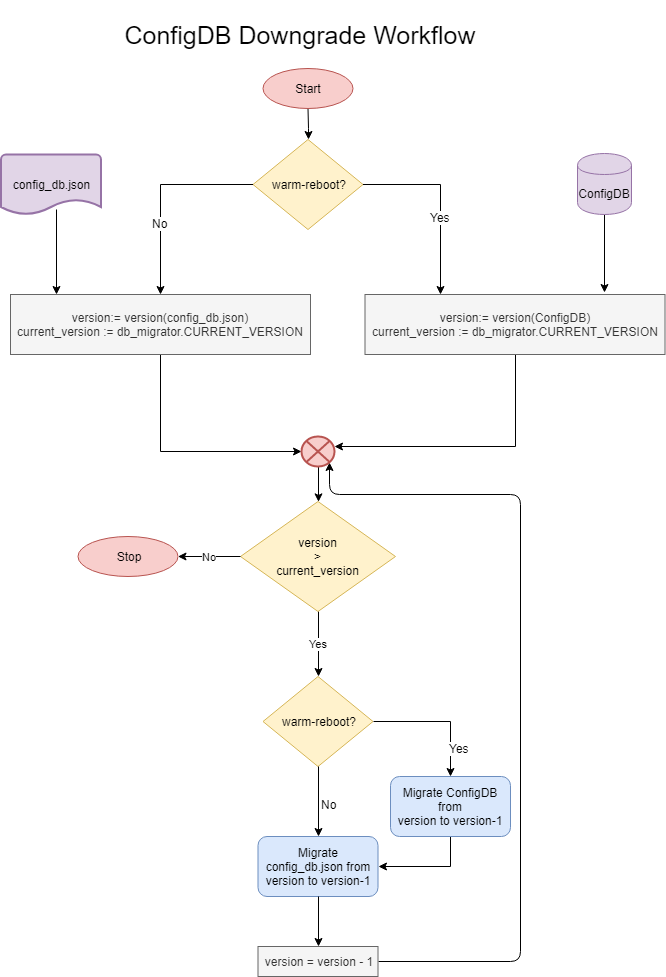 ConfigDB Downgrade Workflow
Start
config_db.json
warm-reboot?
ConfigDB
No
Yes
version:= version(config_db.json)
current_version := db_migrator.CURRENT_VERSION
version:= version(ConfigDB)
current_version := db_migrator.CURRENT_VERSION
Stop
No
version
>
current_version
Yes
warm-reboot?
Yes
Migrate ConfigDB
from
version to version-1
No
Migrate
config_db.json from
version to version-1
version = version - 1